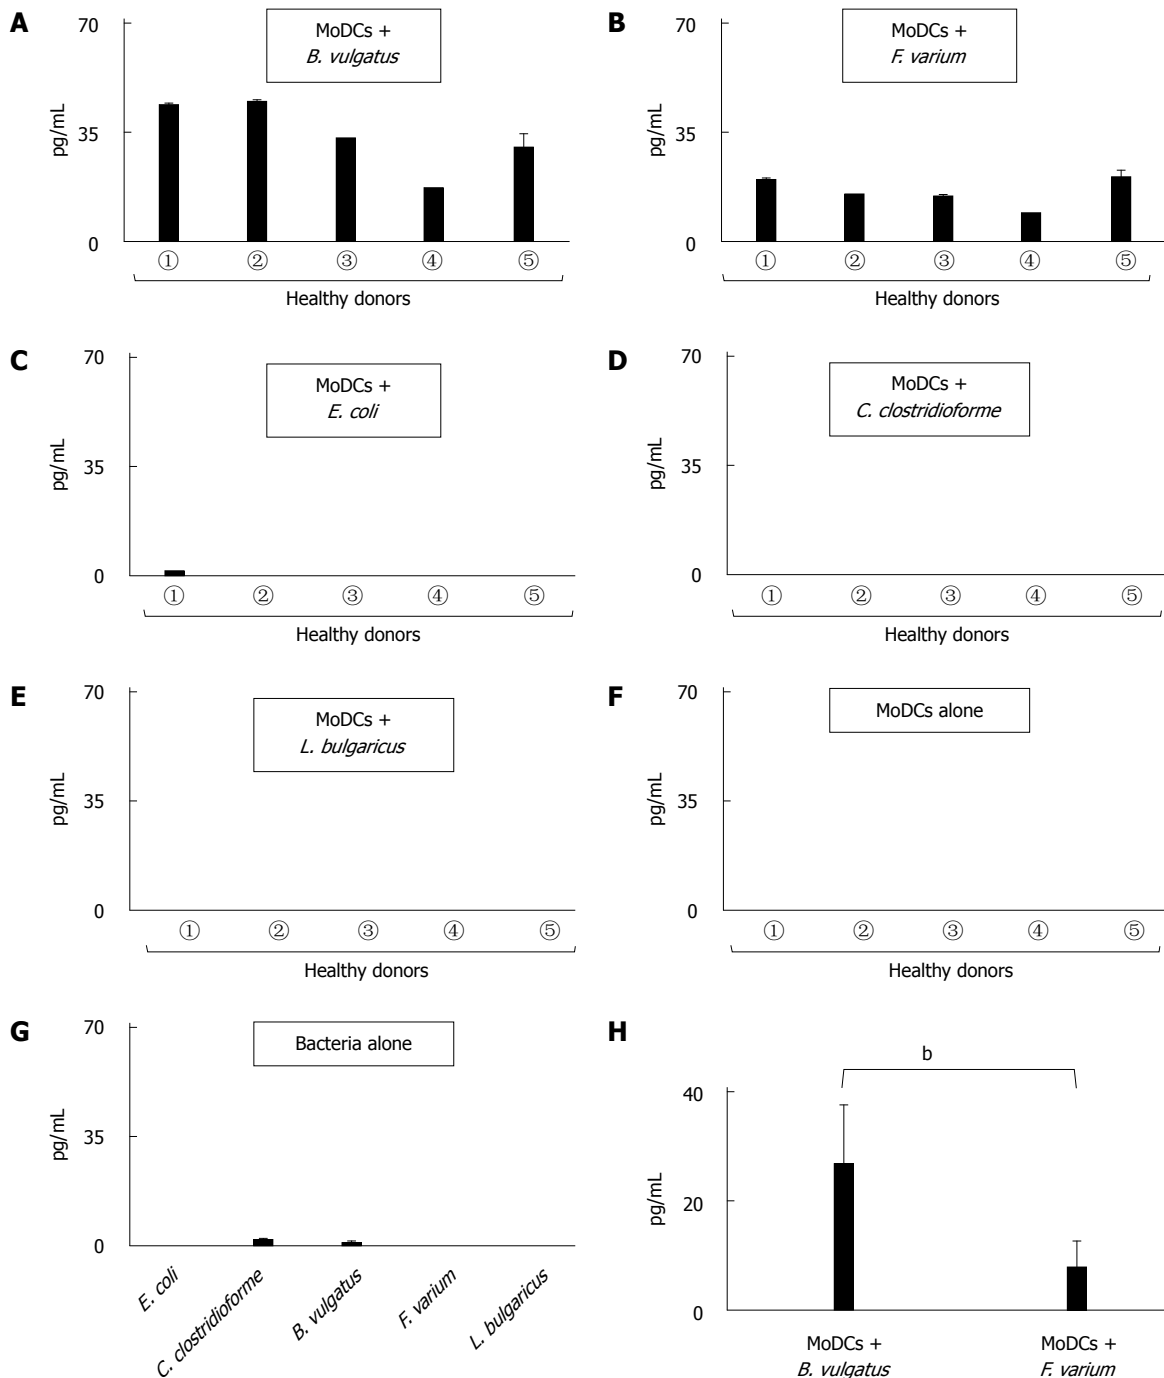 A
70
MoDCs +
B. vulgatus
pg/mL
35
0
① ② ③ ④ ⑤
Healthy donors
B
70
MoDCs +
F. varium
pg/mL
35
0
① ② ③ ④ ⑤
Healthy donors
C
70
MoDCs +
E. coli
pg/mL
35
0
① ② ③ ④ ⑤
Healthy donors
D
70
MoDCs +
C. clostridioforme
pg/mL
35
0
① ② ③ ④ ⑤
Healthy donors
E
70
MoDCs +
L. bulgaricus
pg/mL
35
0
① ② ③ ④ ⑤
Healthy donors
F
70
MoDCs alone
pg/mL
35
0
① ② ③ ④ ⑤
Healthy donors
G
70
Bacteria alone
pg/mL
35
0
E. coli
C. clostridioforme
B. vulgatus
F. varium
L. bulgaricus
H
b
40
pg/mL
20
0
MoDCs +
B. vulgatus
MoDCs +
F. varium